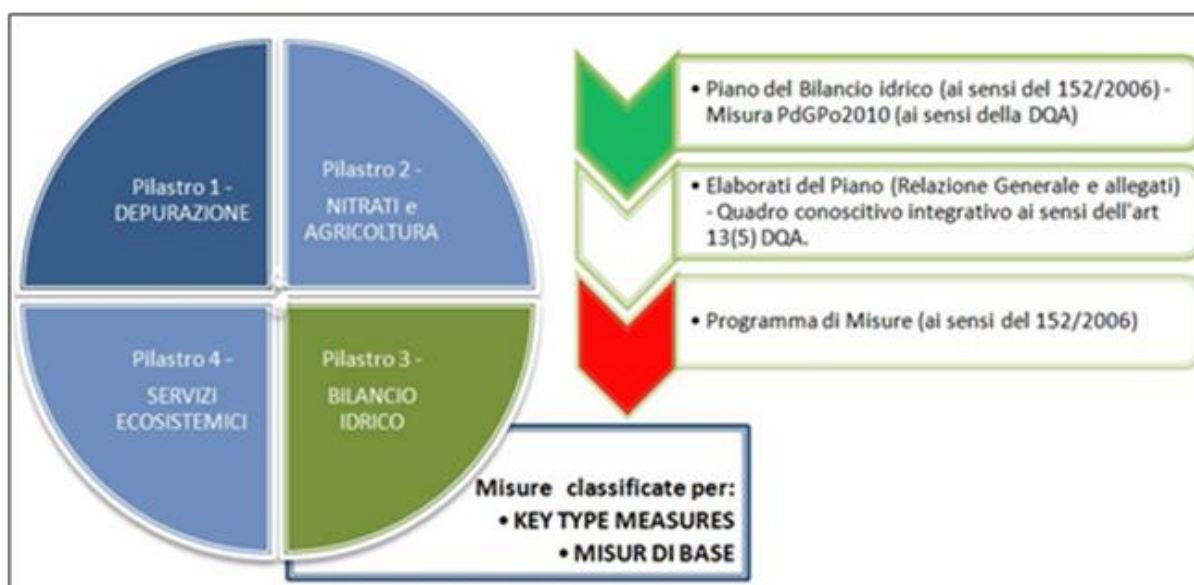 Pilastro 1 -
DEPURAZIONE
Pilastro 2 -
NITRATI e
AGRICOLTURA
Pilastro 4 -
SERVIZI
ECOSISTEMICI
Pilastro 3 -
BILANCIO
IDRICO
• Piano del Bilancio idrico (ai sensi del 152/2006) -
Misura PdGPo2010 (ai sensi della DQA)
• Elaborati del Piano (Relazione Generale e allegati)
- Quadro conoscitivo integrativo ai sensi dell'art
13(5) DQA.
• Programma di Misure (ai sensi del 152/2006)
Misure classificate per:
• KEY TYPE MEASURES
• MISUR DI BASE